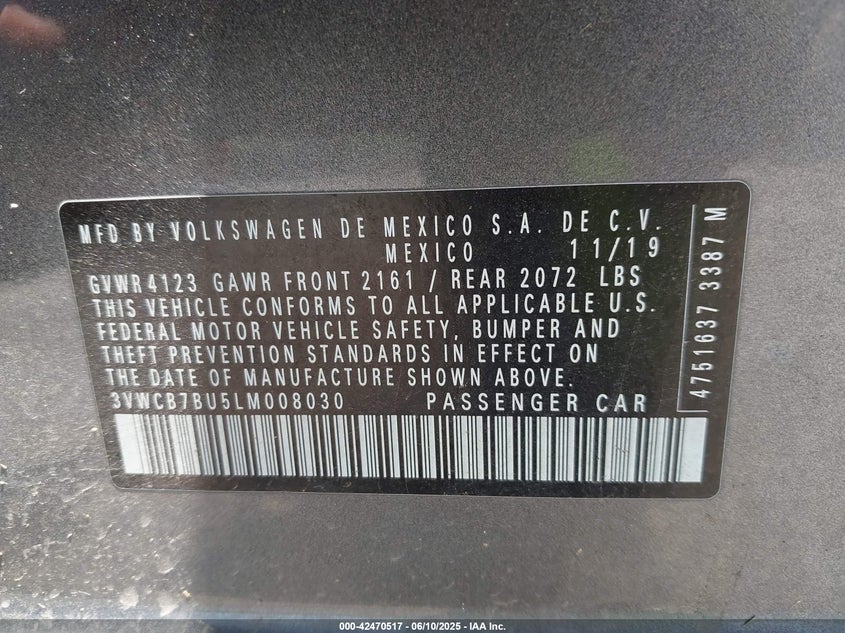 MFD BY VOLKSWAGEN DE MEXICO S.A. DE C.V.
MEXICO 11/19
GVWR4123 GAWR FRONT 2161 / REAR 2072 LBS
THIS VEHICLE CONFORMS TO ALL APPLICABLE U.S.
FEDERAL MOTOR VEHICLE SAFETY, BUMPER AND
THEFT PREVENTION STANDARDS IN EFFECT ON
THE DATE OF MANUFACTURE SHOWN ABOVE.
3VWCB7BU5LM008030 PASSENGER CAR
4751637 3387 M
000-42470517 - 06/10/2025 - IAA Inc.